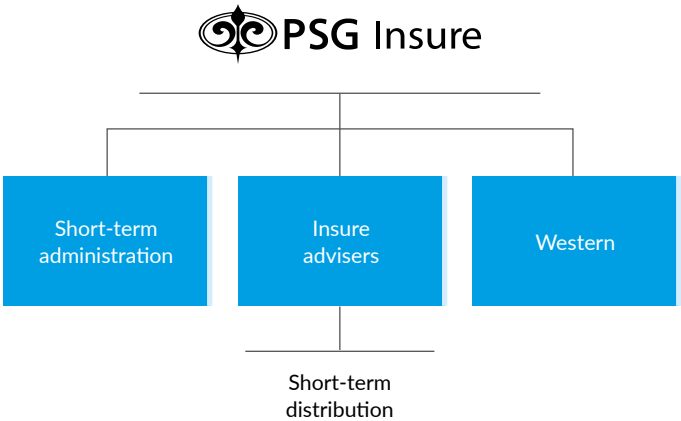 PSG Insure
Short-term
administration
Insure
advisers
Western
Short-term
distribution